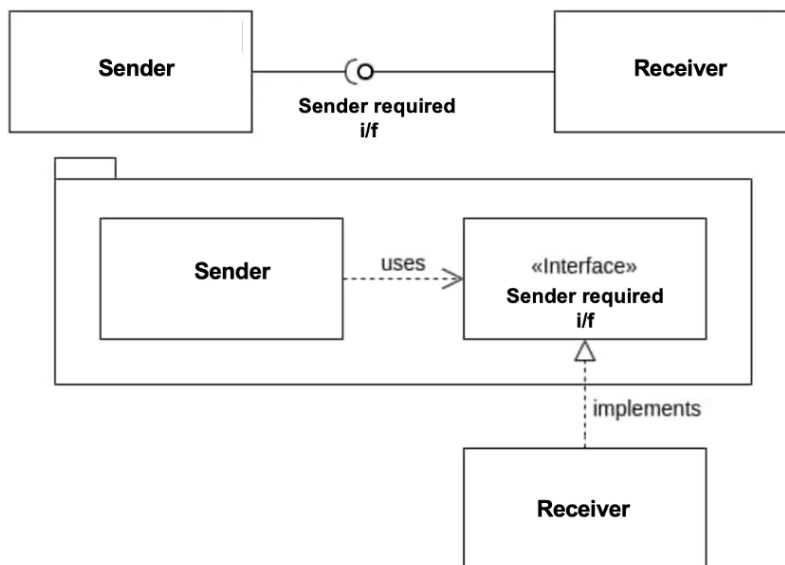 Sender
Receiver
Sender required
i/f
Sender
uses
«Interface»
Sender required
i/f
implements
Receiver